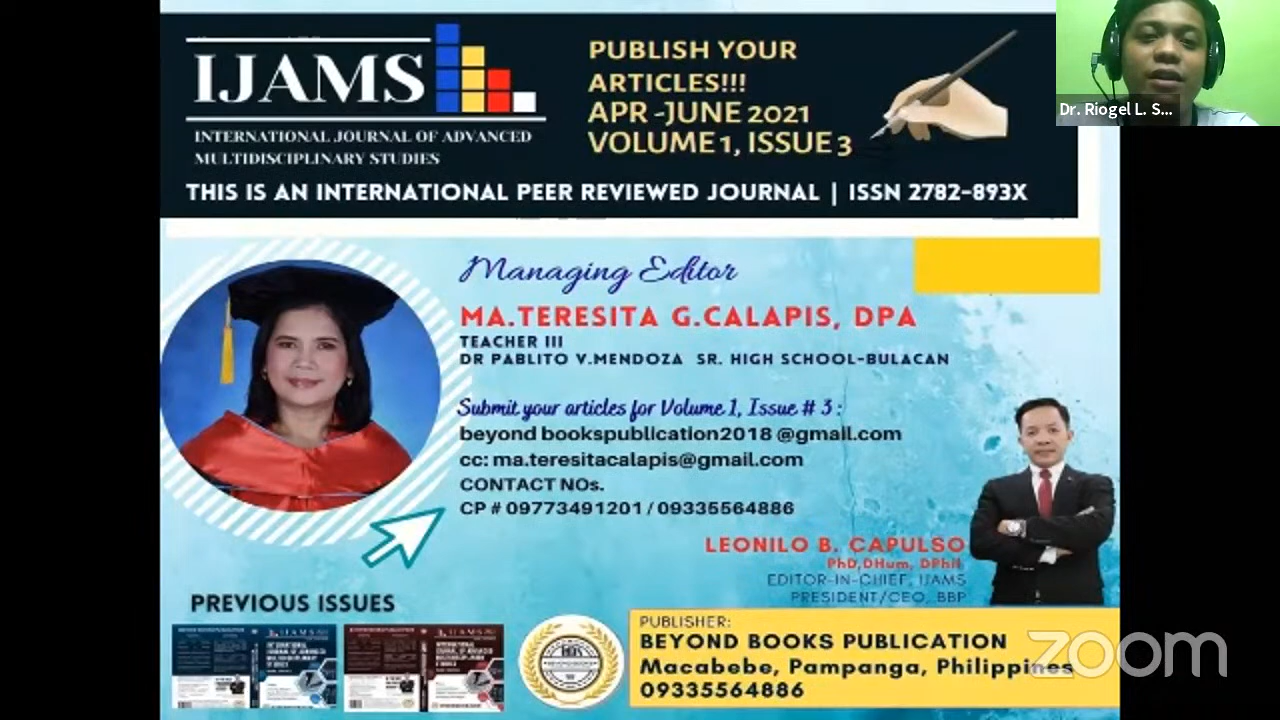 IJAMS
INTERNATIONAL JOURNAL OF ADVANCED
MULTIDISCIPLINARY STUDIES
PUBLISH YOUR
ARTICLES!!!
APR -JUNE 2021
VOLUME 1, ISSUE 3
THIS IS AN INTERNATIONAL PEER REVIEWED JOURNAL | ISSN 2782-893X
Dr. Riogel L. S...
Managing Editor
MA.TERESITA G.CALAPIS, DPA
TEACHER III
DR PABLITO V.MENDOZA SR. HIGH SCHOOL-BULACAN
Submit your articles for Volume 1, Issue # 3 :
beyond bookspublication2018 @gmail.com
cc: ma.teresitacalapis@gmail.com
CONTACT NOs.
CP # 09773491201 / 09335564886
LEONILO B. CAPULSO
PhD,DHum, DPhil
EDITOR-IN-CHIEF, IJAMS
PRESIDENT/CEO, BBP
PREVIOUS ISSUES
PUBLISHER:
BEYOND BOOKS PUBLICATION
Macabebe, Pampanga, Philippines
09335564886
zoom